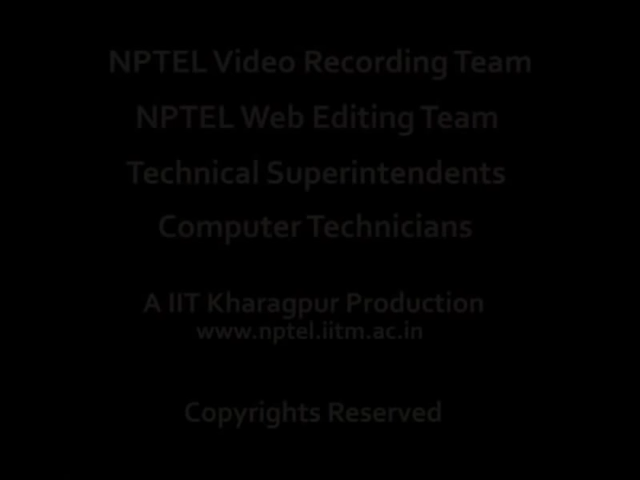 NPTEL Video Recording Team
NPTEL Web Editing Team
Technical Superintendents
Computer Technicians
A IIT Kharagpur Production
www.nptel.iitm.ac.in
Copyrights Reserved